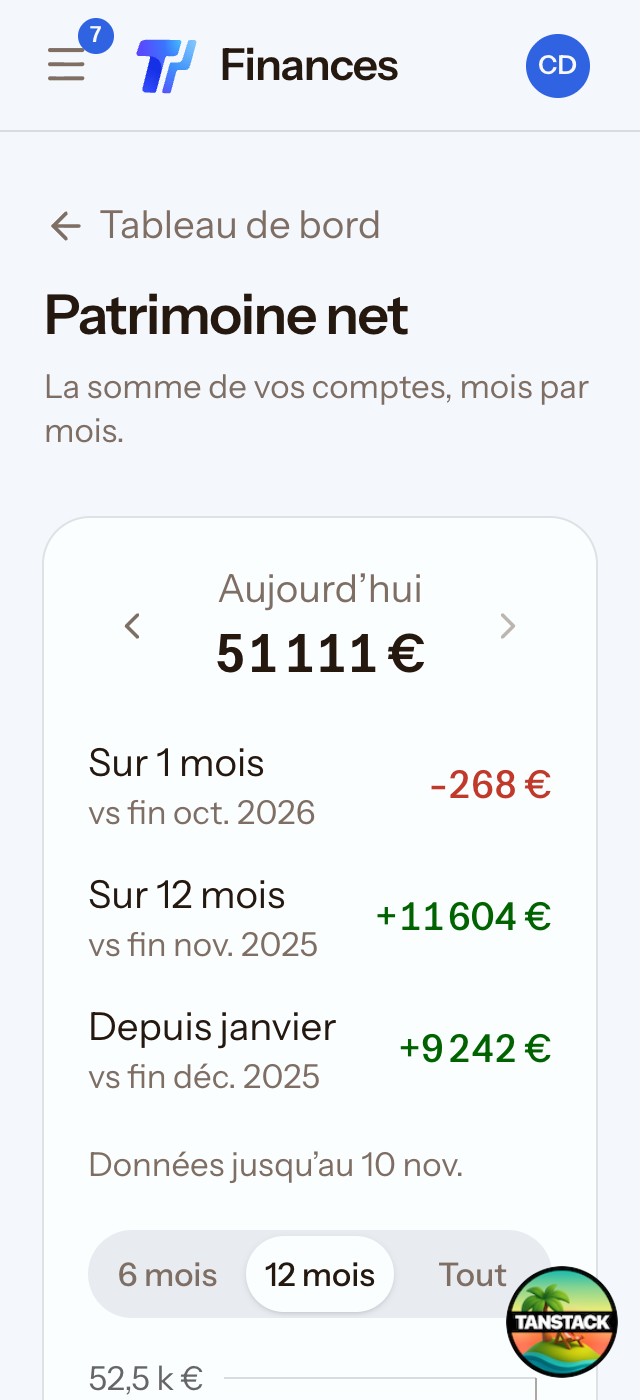 7
Finances
CD
Tableau de bord
Patrimoine net
La somme de vos comptes, mois par
mois.
Aujourd’hui
51 111 €
Sur 1 mois
-268 €
vs fin oct. 2026
Sur 12 mois
+11 604 €
vs fin nov. 2025
Depuis janvier
+9 242 €
vs fin déc. 2025
Données jusqu’au 10 nov.
6 mois
12 mois
Tout
TANSTACK
52,5 k €